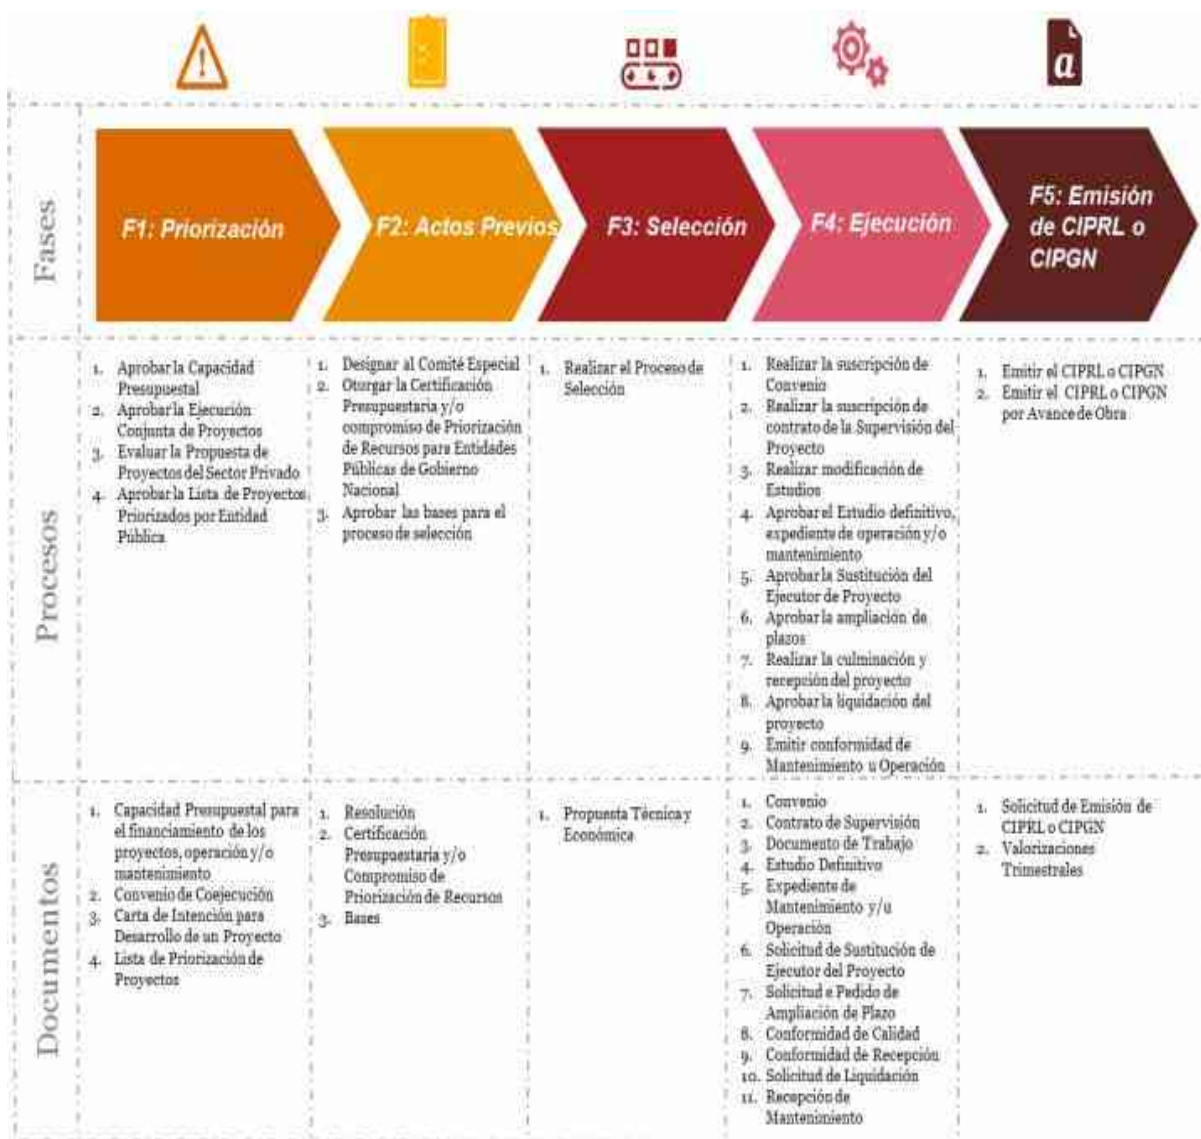 a
Fases
F1: Priorización
F2: Actos Previos
F3: Selección
F4: Ejecución
F5: Emisión
de CIPRL o
CIPGN
Procesos
1. Aprobar la Capacidad
Presupuestal
2. Aprobar la Ejecución
Conjunta de Proyectos
3. Evaluar la Propuesta de
Proyectos del Sector Privado
4. Aprobar la Lista de Proyectos
Priorizados por Entidad
Pública
1. Designar al Comité Especial
2. Oturgar la Certificación
Presupuestaria y/o
compromiso de Priorización
de Recursos para Entidades
Públicas de Gobierno
Nacional
3. Aprobar las bases para el
proceso de selección
1. Realizar el Proceso de
Selección
1. Realizar la suscripción de
Convenio
2. Realizar la suscripción de
contrato de la Supervisión del
Proyecto
3. Realizar modificación de
Estudios
4. Aprobar el Estudio definitivo,
expediente de operación y/o
mantenimiento
5. Aprobar la Sustitución del
Ejecutor de Proyecto
6. Aprobar la ampliación de
plazos
7. Realizar la culminación y
recepción del proyecto
8. Aprobar la liquidación del
proyecto
9. Emitir conformidad de
Mantenimiento u Operación
1. Emitir el CIPRL o CIPGN
2. Emitir el CIPRL o CIPGN
por Avance de Obra
Documentos
1. Capacidad Presupuestal para
el financiamiento de los
proyectos, operación y/o
mantenimiento
2. Convenio de Coejecución
3. Carta de Intención para
Desarrollo de un Proyecto
4. Lista de Priorización de
Proyectos
1. Resolución
2. Certificación
Presupuestaria y/o
Compromiso de
Priorización de Recursos
3. Bases
1. Propuesta Técnica y
Económica
1. Convenio
2. Contrato de Supervisión
3. Documento de Trabajo
4. Estudio Definitivo
5. Expediente de
Mantenimiento y/u
Operación
6. Solicitud de Sustitución de
Ejecutor del Proyecto
7. Solicitud e Pedido de
Ampliación de Plazo
8. Conformidad de Calidad
9. Conformidad de Recepción
10. Solicitud de Liquidación
11. Recepción de
Mantenimiento
1. Solicitud de Emisión de
CIPRL o CIPGN
2. Valorizaciones
Trimestrales